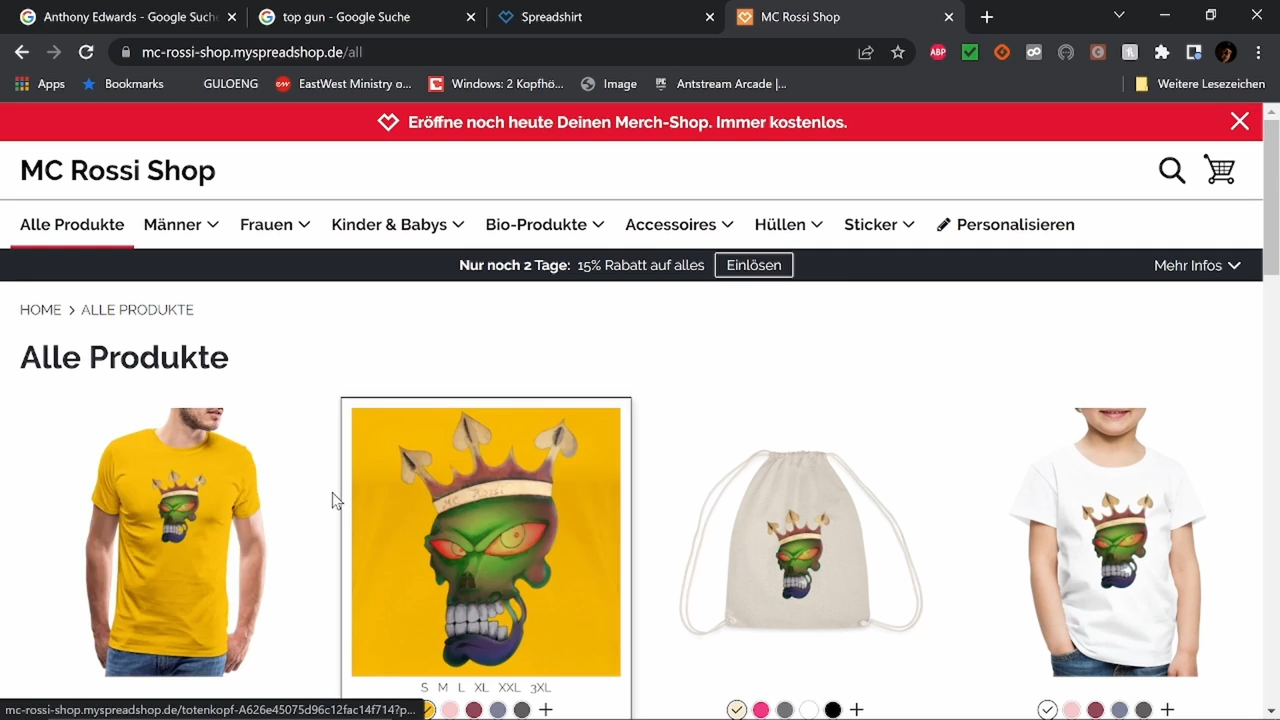 Anthony Edwards - Google Suche
top gun - Google Suche
Spreadshirt
MC Rossi Shop
mc-rossi-shop.myspreadshop.de/all
ABP
Apps
Bookmarks
GULOENG
EastWest Ministry o...
Windows: 2 Kopfhö...
Image
Antstream Arcade |...
Weitere Lesezeichen
Eröffne noch heute Deinen Merch-Shop. Immer kostenlos.
MC Rossi Shop
Alle Produkte Männer Frauen Kinder & Babys Bio-Produkte Accessoires Hüllen Sticker Personalisieren
Nur noch 2 Tage: 15% Rabatt auf alles Einlösen Mehr Infos
HOME > ALLE PRODUKTE
Alle Produkte
MC Rossi
S M L XL XXL 3XL
mc-rossi-shop.myspreadshop.de/totenkopf-A626e45075d96c12fac14f714?p...